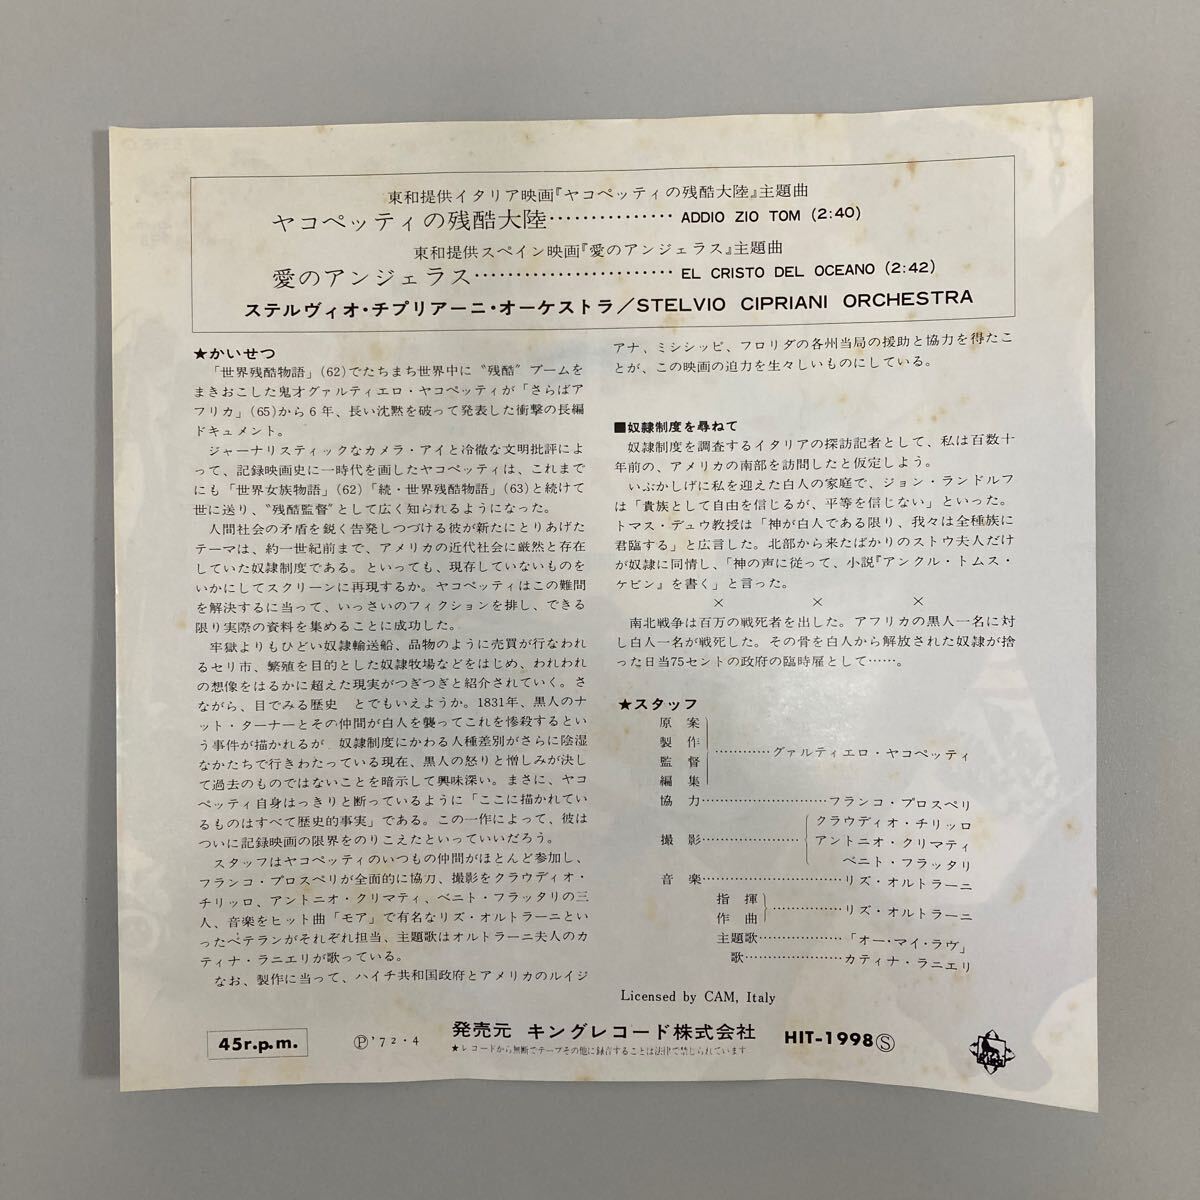 東和提供イタリア映画『ヤコペッティの残酷大陸』主題曲
ヤコペッティの残酷大陸…………… ADDIO ZIO TOM (2:40)
東和提供スペイン映画『愛のアンジェラス』主題曲
愛のアンジェラス…………………… EL CRISTO DEL OCEANO (2:42)
ステルヴィオ・チプリアーニ・オーケストラ／STELVIO CIPRIANI ORCHESTRA
★かいせつ
「世界残酷物語」(62)でたちまち世界中に〝残酷〟ブームを
まきおこした鬼才グァルティエロ・ヤコペッティが「さらばア
フリカ」(65)から6年、長い沈黙を破って発表した衝撃の長編
ドキュメント。
ジャーナリスティックなカメラ・アイと冷徹な文明批評によ
って、記録映画史に一時代を画したヤコペッティは、これまで
にも「世界女族物語」(62)「続・世界残酷物語」(63)と続けて
世に送り、〝残酷監督〟として広く知られるようになった。
人間社会の矛盾を鋭く告発しつづける彼が新たにとりあげた
テーマは、約一世紀前まで、アメリカの近代社会に厳然と存在
していた奴隷制度である。といっても、現存していないものを
いかにしてスクリーンに再現するか。ヤコペッティはこの難問
を解決するに当って、いっさいのフィクションを排し、できる
限り実際の資料を集めることに成功した。
牢獄よりもひどい奴隷輸送船、品物のように売買が行なわれ
るセリ市、繁殖を目的とした奴隷牧場などをはじめ、われわれ
の想像をはるかに超えた現実がつぎつぎと紹介されていく。さ
ながら、目でみる歴史 とでもいえようか。1831年、黒人のナ
ット・ターナーとその仲間が白人を襲ってこれを惨殺するとい
う事件が描かれるが 奴隷制度にかわる人種差別がさらに陰湿
なかたちで行きわたっている現在、黒人の怒りと憎しみが決し
て過去のものではないことを暗示して興味深い。まさに、ヤコ
ペッティ自身はっきりと断っているように「ここに描かれてい
るものはすべて歴史的事実」である。この一作によって、彼は
ついに記録映画の限界をのりこえたといっていいだろう。
スタッフはヤコペッティのいつもの仲間がほとんど参加し、
フランコ・プロスペリが全面的に協刀、撮影をクラウディオ・
チリッロ、アントニオ・クリマティ、ベニト・フラッタリの三
人、音楽をヒット曲「モア」で有名なリズ・オルトラーニとい
ったベテランがそれぞれ担当、主題歌はオルトラーニ夫人のカ
ティナ・ラニエリが歌っている。
なお、製作に当って、ハイチ共和国政府とアメリカのルイジ
アナ、ミシシッピ、フロリダの各州当局の援助と協力を得たこ
とが、この映画の迫力を生々しいものにしている。
■奴隷制度を尋ねて
奴隷制度を調査するイタリアの探訪記者として、私は百数十
年前の、アメリカの南部を訪問したと仮定しよう。
いぶかしげに私を迎えた白人の家庭で、ジョン・ランドルフ
は「貴族として自由を信じるが、平等を信じない」といった。
トマス・デュウ教授は「神が白人である限り、我々は全種族に
君臨する」と広言した。北部から来たばかりのストウ夫人だけ
が奴隷に同情し、「神の声に従って、小説『アンクル・トムス・
ケビン』を書く」と言った。
× × ×
南北戦争は百万の戦死者を出した。アフリカの黒人一名に対
し白人一名が戦死した。その骨を白人から解放された奴隷が捨
った日当75セントの政府の臨時雇として……。
★スタッフ
原案
製作
監督
編集
…………グァルティエロ・ヤコペッティ
協力……………………フランコ・プロスペリ
クラウディオ・チリッロ
撮影………………アントニオ・クリマティ
ベニト・フラッタリ
音楽………………………リズ・オルトラーニ
指揮
作曲
…………リズ・オルトラーニ
主題歌……………「オー・マイ・ラヴ」
歌………………カティナ・ラニエリ
Licensed by CAM, Italy
45r.p.m.
Ⓟ'72・4
発売元 キングレコード株式会社
★レコードから無断でテープその他に録音することは法律で禁じられています
HIT-1998Ⓢ
King